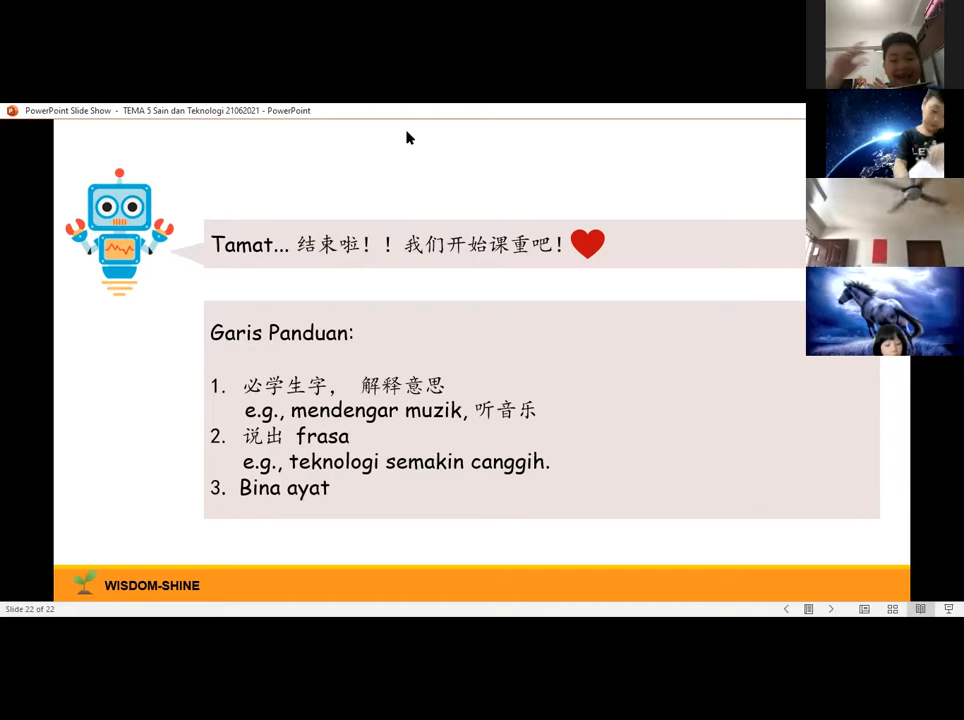 PowerPoint Slide Show - TEMA 5 Sain dan Teknologi 21062021 - PowerPoint
Tamat... 结束啦！！我们开始课重吧！
Garis Panduan:
1. 必学生字， 解释意思
e.g., mendengar muzik, 听音乐
2. 说出 frasa
e.g., teknologi semakin canggih.
3. Bina ayat
WISDOM-SHINE
Slide 22 of 22